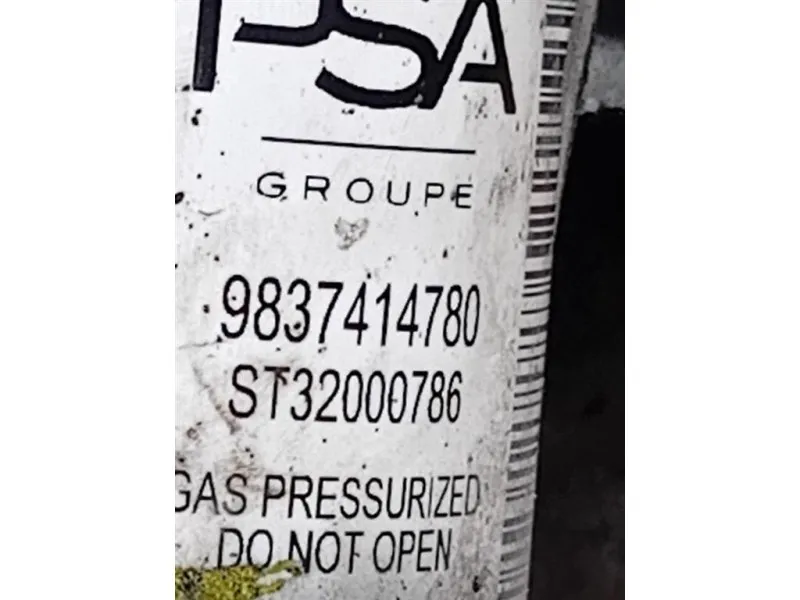 PSA
GROUPE
9837414780
ST32000786
GAS PRESSURIZED
DO NOT OPEN